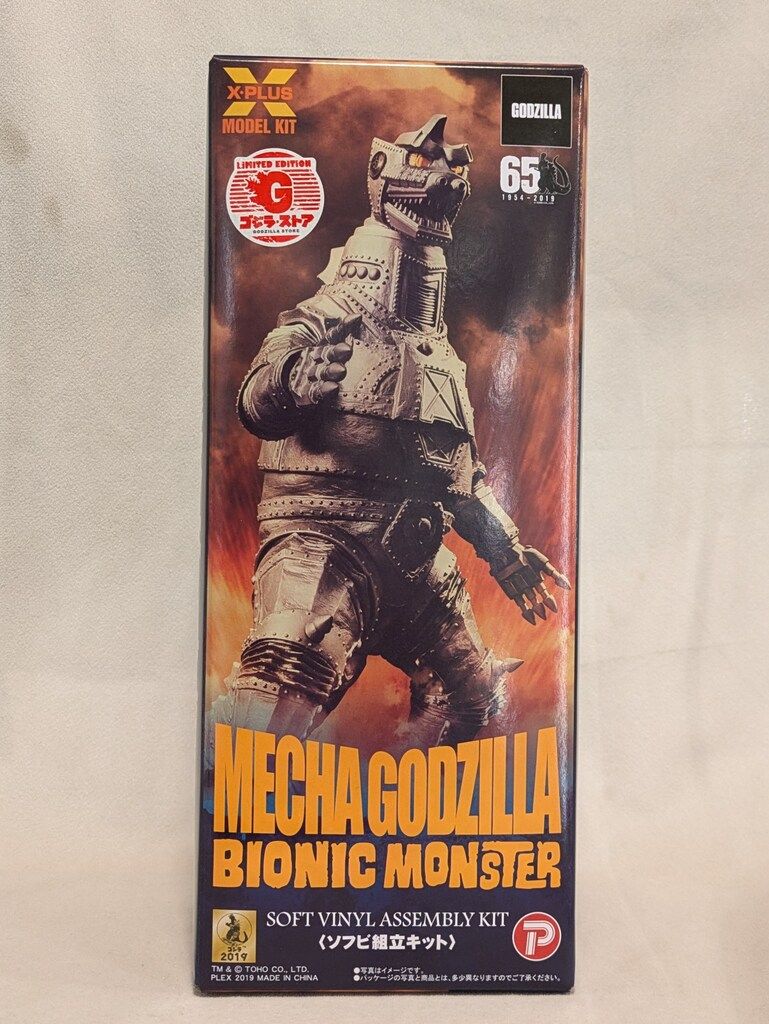 X-PLUS
MODEL KIT
GODZILLA
LIMITED EDITION
G
ゴジラ・ストア
GODZILLA STORE
65
1954-2019
MECHAGODZILLA
BIONIC MONSTER
SOFT VINYL ASSEMBLY KIT
〈ソフビ組立キット〉
P
ゴジラ
2019
TM & © TOHO CO., LTD.
PLEX 2019 MADE IN CHINA
●写真はイメージです。
●パッケージの写真と商品とは、多少異なりますのでご了承ください。